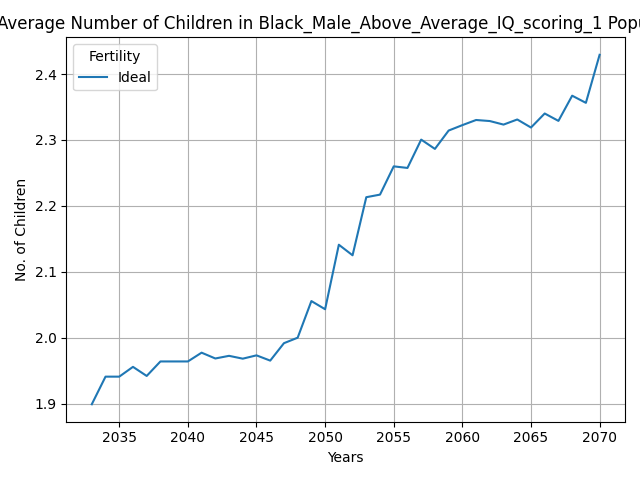 Average Number of Children in Black_Male_Above_Average_IQ_scoring_1 Popu
Fertility
Ideal
No. of Children
2.4
2.3
2.2
2.1
2.0
1.9
2035 2040 2045 2050 2055 2060 2065 2070
Years